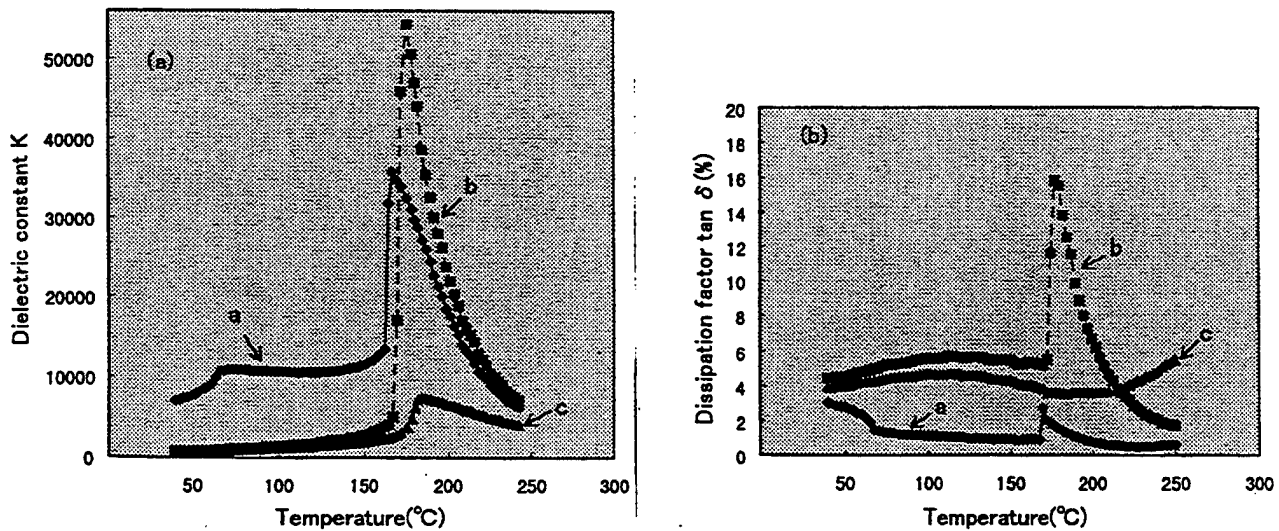 (a)
Dielectric constant K
50000
40000
30000
20000
10000
0
a
b
c
50 100 150 200 250 300
Temperature(℃)
(b)
Dissipation factor tan δ (%)
20
18
16
14
12
10
8
6
4
2
0
a
b
c
50 100 150 200 250 300
Temperature(℃)